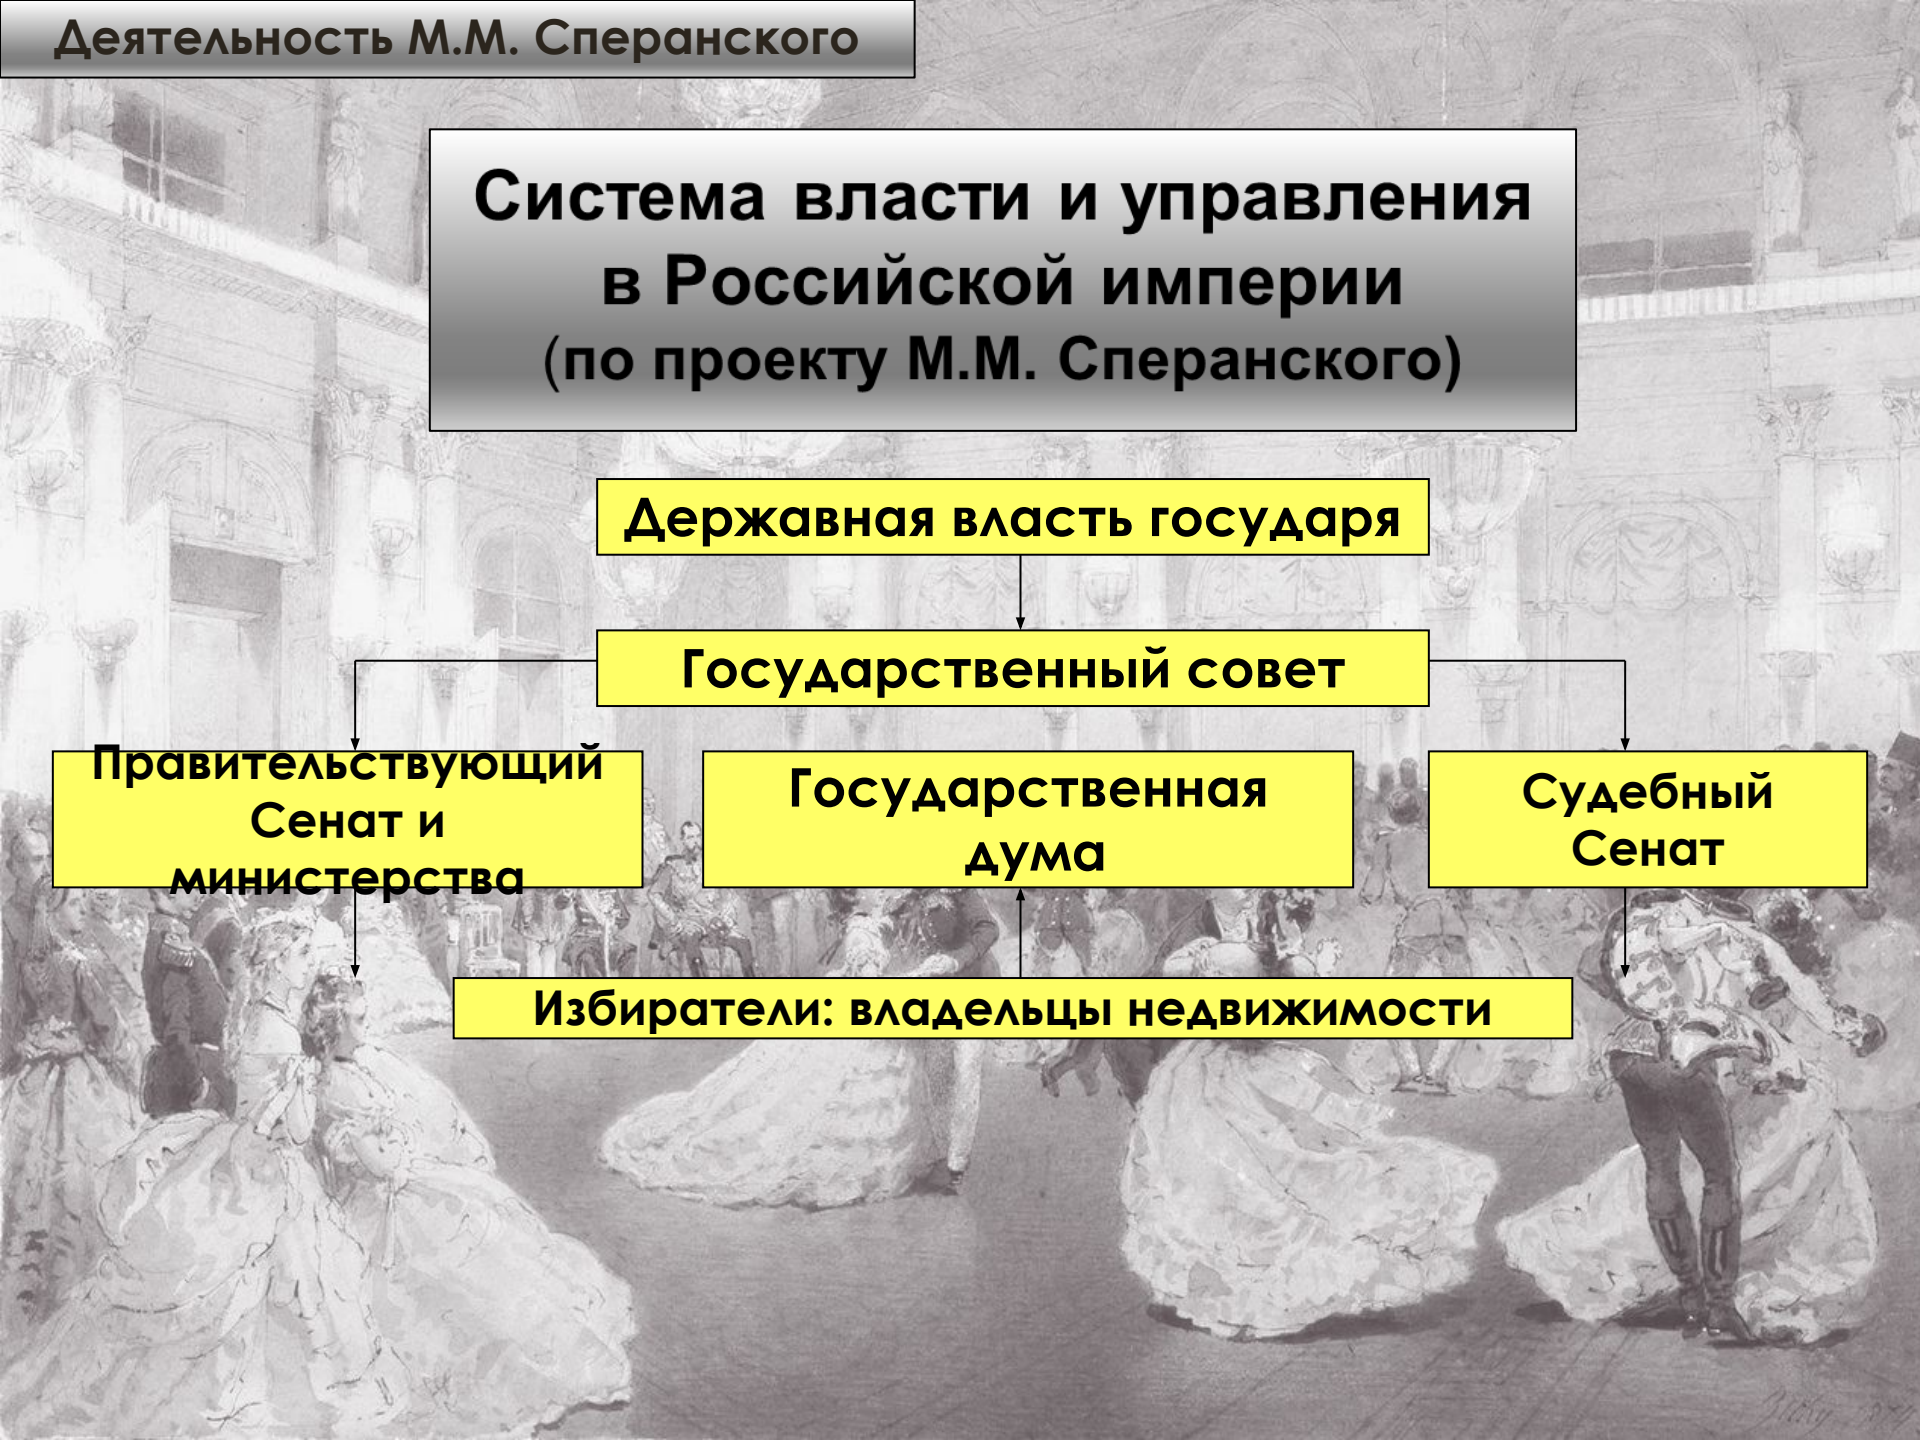 Деятельность М.М. Сперанского
Система власти и управления
в Российской империи
(по проекту М.М. Сперанского)
Державная власть государя
Государственный совет
Правительствующий
Сенат и
министерства
Государственная
дума
Судебный
Сенат
Избиратели: владельцы недвижимости